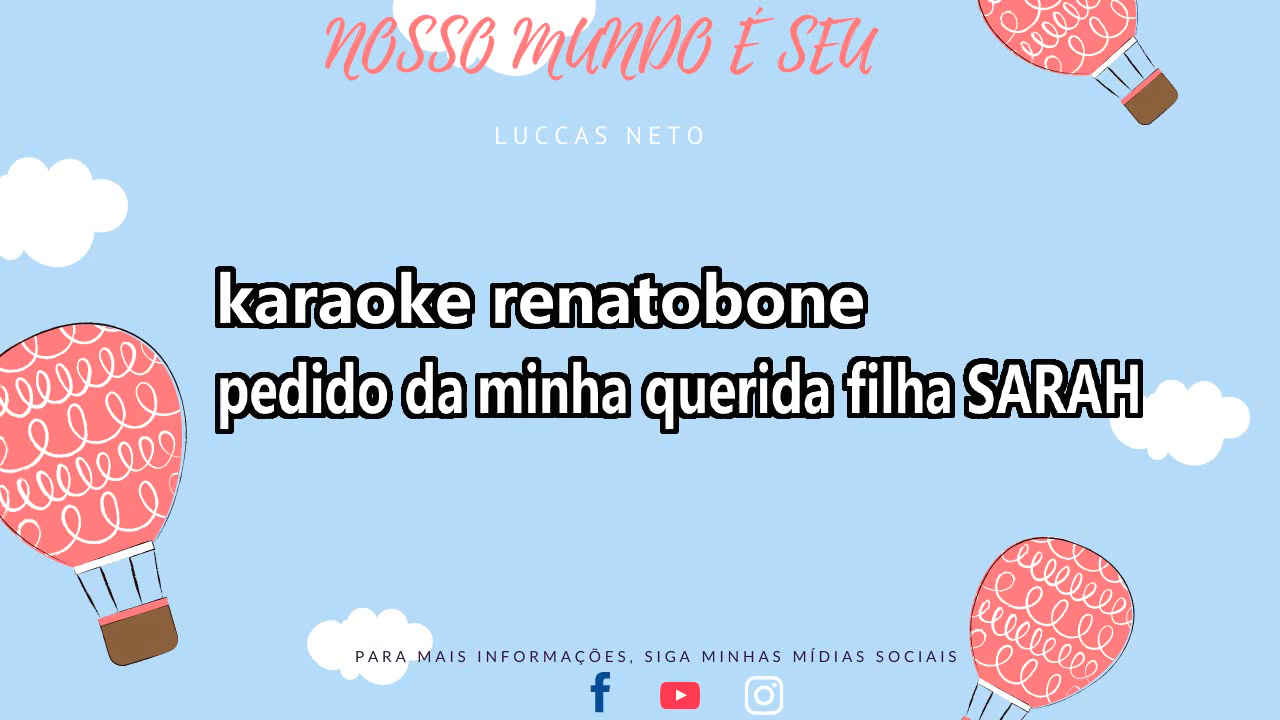 NOSSO MUNDO É SEU
LUCCAS NETO
karaoke renatobone
pedido da minha querida filha SARAH
PARA MAIS INFORMAÇÕES, SIGA MINHAS MÍDIAS SOCIAIS